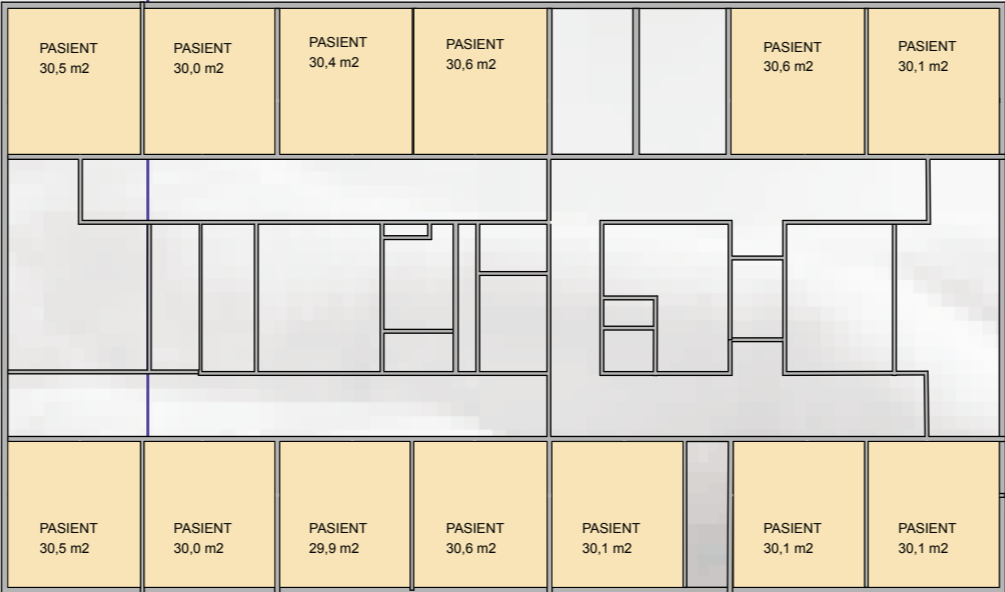 PASIENT
30,5 m2
PASIENT
30,0 m2
PASIENT
30,4 m2
PASIENT
30,6 m2
PASIENT
30,6 m2
PASIENT
30,1 m2
PASIENT
30,5 m2
PASIENT
30,0 m2
PASIENT
29,9 m2
PASIENT
30,6 m2
PASIENT
30,1 m2
PASIENT
30,1 m2
PASIENT
30,1 m2